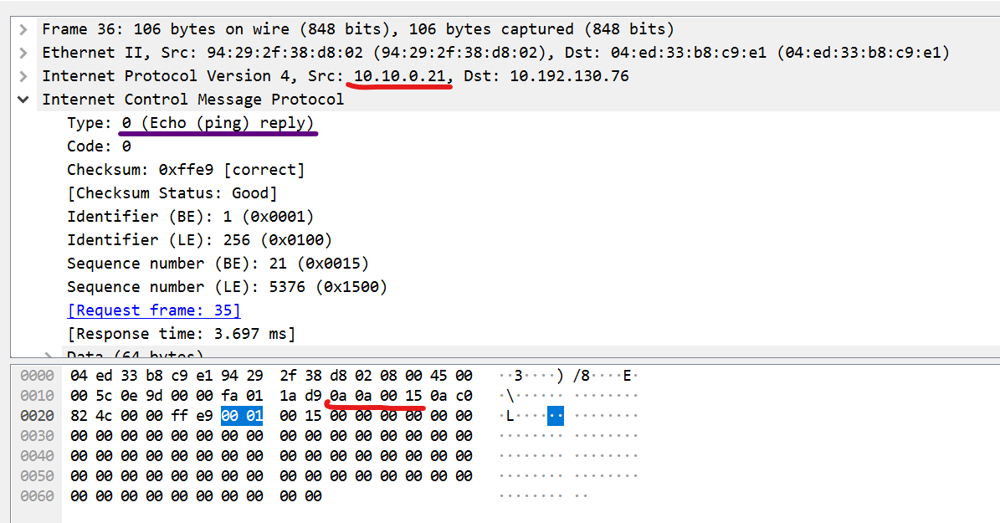 Frame 36: 106 bytes on wire (848 bits), 106 bytes captured (848 bits)
Ethernet II, Src: 94:29:2f:38:d8:02 (94:29:2f:38:d8:02), Dst: 04:ed:33:b8:c9:e1 (04:ed:33:b8:c9:e1)
Internet Protocol Version 4, Src: 10.10.0.21, Dst: 10.192.130.76
Internet Control Message Protocol
Type: 0 (Echo (ping) reply)
Code: 0
Checksum: 0xffe9 [correct]
[Checksum Status: Good]
Identifier (BE): 1 (0x0001)
Identifier (LE): 256 (0x0100)
Sequence number (BE): 21 (0x0015)
Sequence number (LE): 5376 (0x1500)
[Request frame: 35]
[Response time: 3.697 ms]
Data (64 bytes)
0000 04 ed 33 b8 c9 e1 94 29 2f 38 d8 02 08 00 45 00 ··3····) /8····E·
0010 00 5c 0e 9d 00 00 fa 01 1a d9 0a 0a 00 15 0a c0 ·\······ ········
0020 82 4c 00 00 ff e9 00 01 00 15 00 00 00 00 00 00 ·L······ ········
0030 00 00 00 00 00 00 00 00 00 00 00 00 00 00 00 00 ········ ········
0040 00 00 00 00 00 00 00 00 00 00 00 00 00 00 00 00 ········ ········
0050 00 00 00 00 00 00 00 00 00 00 00 00 00 00 00 00 ········ ········
0060 00 00 00 00 00 00 00 00 00 00 ········ ··